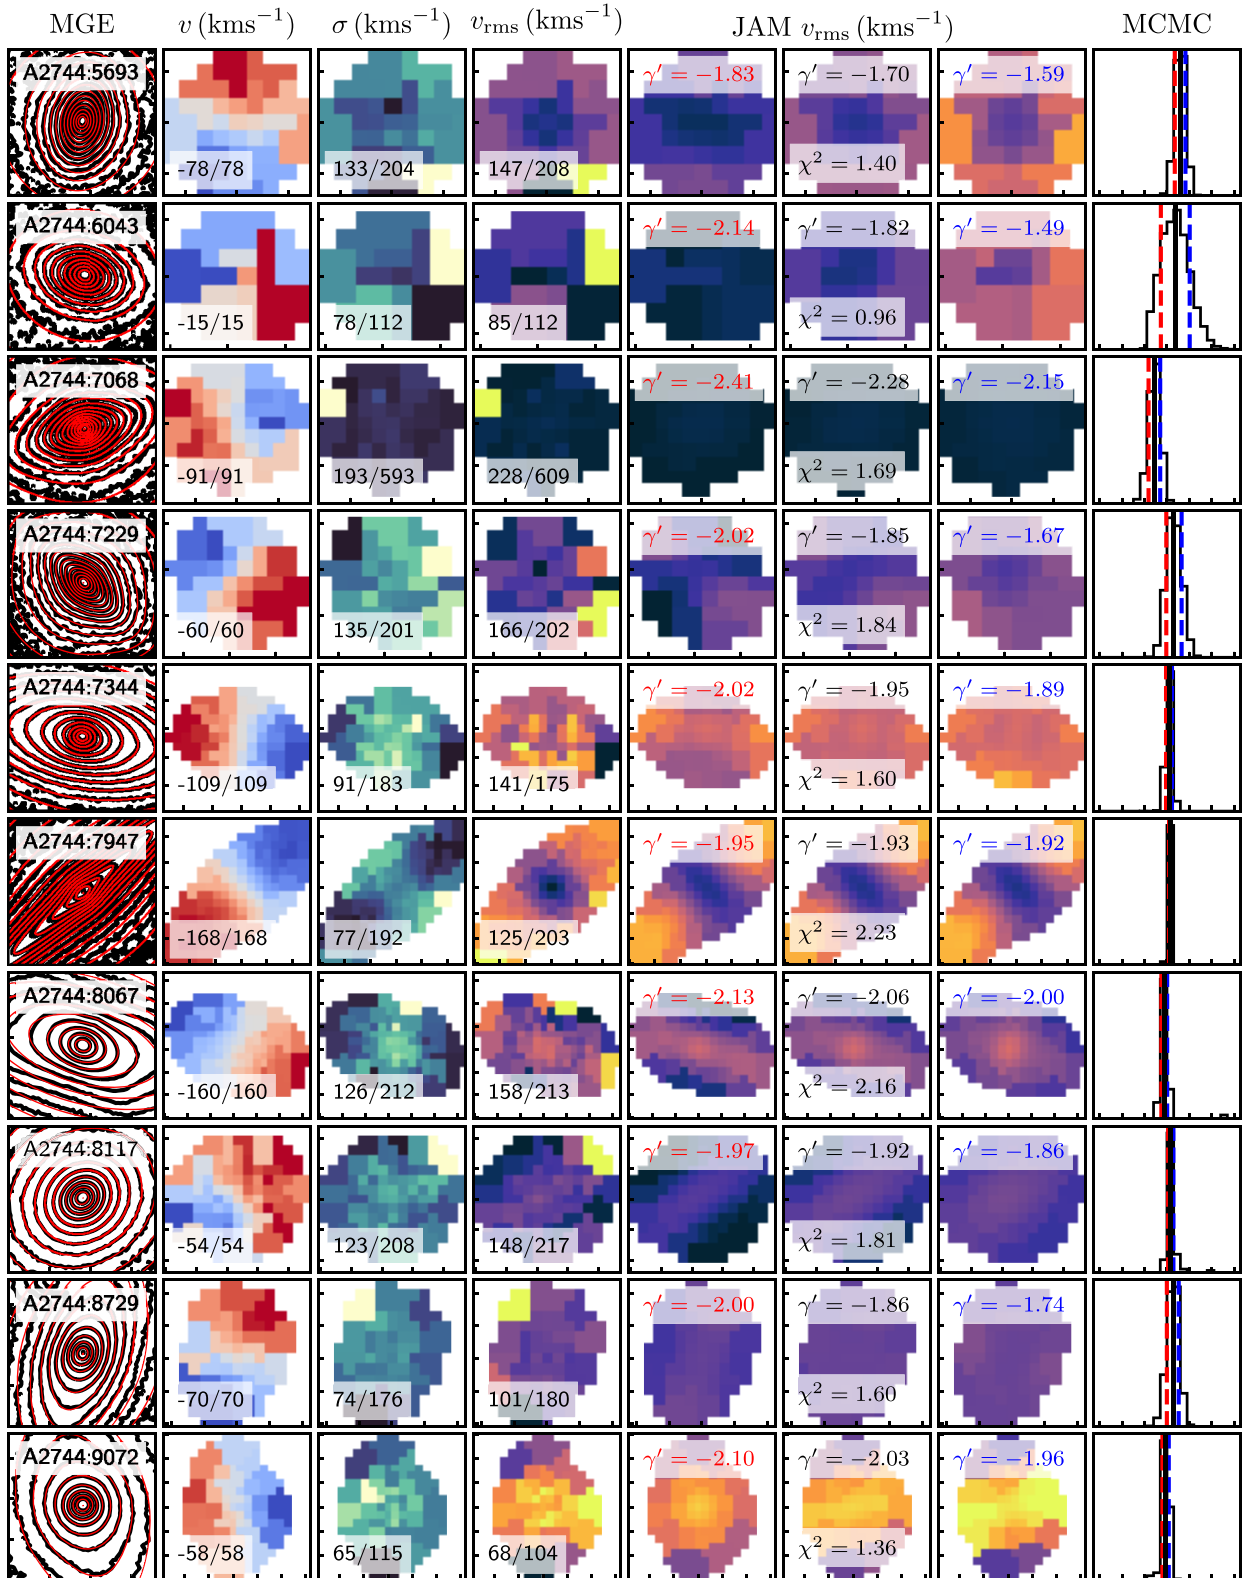 MGE v (kms⁻¹) σ (kms⁻¹) v_rms (kms⁻¹) JAM v_rms (kms⁻¹) MCMC
A2744:5693 -78/78 133/204 147/208 γ′ = −1.83 γ′ = −1.70 χ² = 1.40 γ′ = −1.59
A2744:6043 -15/15 78/112 85/112 γ′ = −2.14 γ′ = −1.82 χ² = 0.96 γ′ = −1.49
A2744:7068 -91/91 193/593 228/609 γ′ = −2.41 γ′ = −2.28 χ² = 1.69 γ′ = −2.15
A2744:7229 -60/60 135/201 166/202 γ′ = −2.02 γ′ = −1.85 χ² = 1.84 γ′ = −1.67
A2744:7344 -109/109 91/183 141/175 γ′ = −2.02 γ′ = −1.95 χ² = 1.60 γ′ = −1.89
A2744:7947 -168/168 77/192 125/203 γ′ = −1.95 γ′ = −1.93 χ² = 2.23 γ′ = −1.92
A2744:8067 -160/160 126/212 158/213 γ′ = −2.13 γ′ = −2.06 χ² = 2.16 γ′ = −2.00
A2744:8117 -54/54 123/208 148/217 γ′ = −1.97 γ′ = −1.92 χ² = 1.81 γ′ = −1.86
A2744:8729 -70/70 74/176 101/180 γ′ = −2.00 γ′ = −1.86 χ² = 1.60 γ′ = −1.74
A2744:9072 -58/58 65/115 68/104 γ′ = −2.10 γ′ = −2.03 χ² = 1.36 γ′ = −1.96